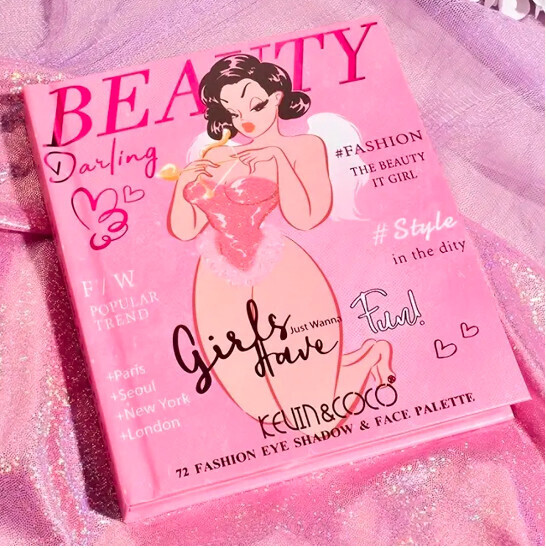 BEAUTY
Darling
#FASHION
THE BEAUTY
IT GIRL
# Style
in the dity
F / W
POPULAR
TREND
Girls Just Wanna
Have Fun!
+Paris
+Seoul
+New York
+London
KEVIN&COCO®
72 FASHION EYE SHADOW & FACE PALETTE